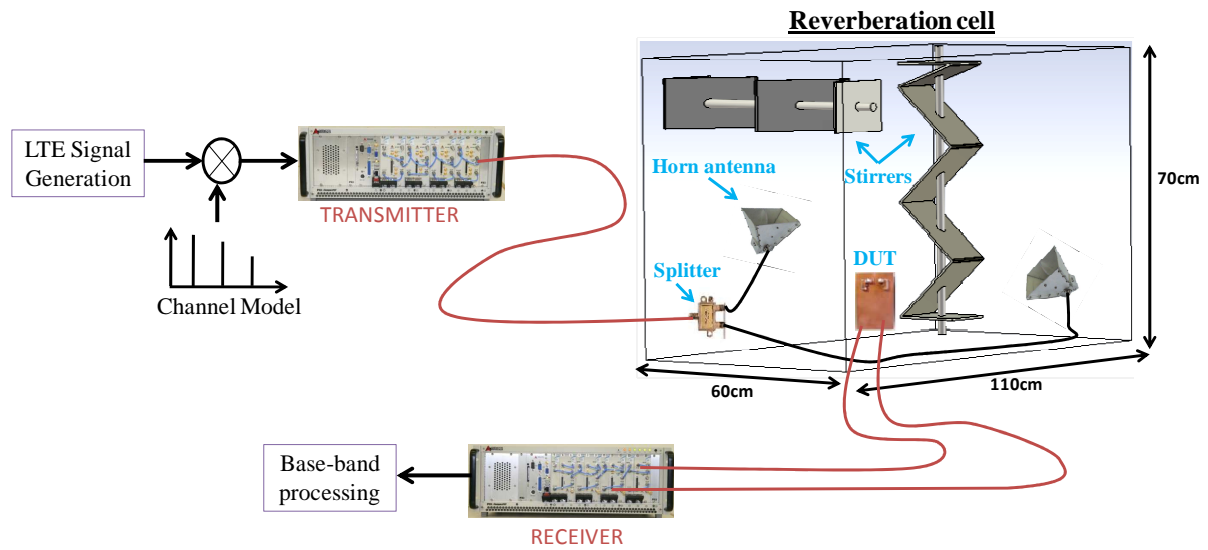 Reverberation cell
LTE Signal
Generation
TRANSMITTER
Channel Model
Horn antenna
Stirrers
Splitter
DUT
70cm
60cm
110cm
Base-band
processing
RECEIVER